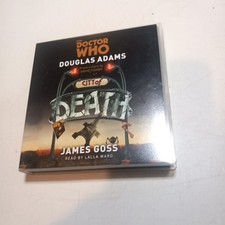 DOCTOR WHO
DOUGLAS ADAMS
CITY of
DEATH
JAMES GOSS
READ BY LALLA WARD